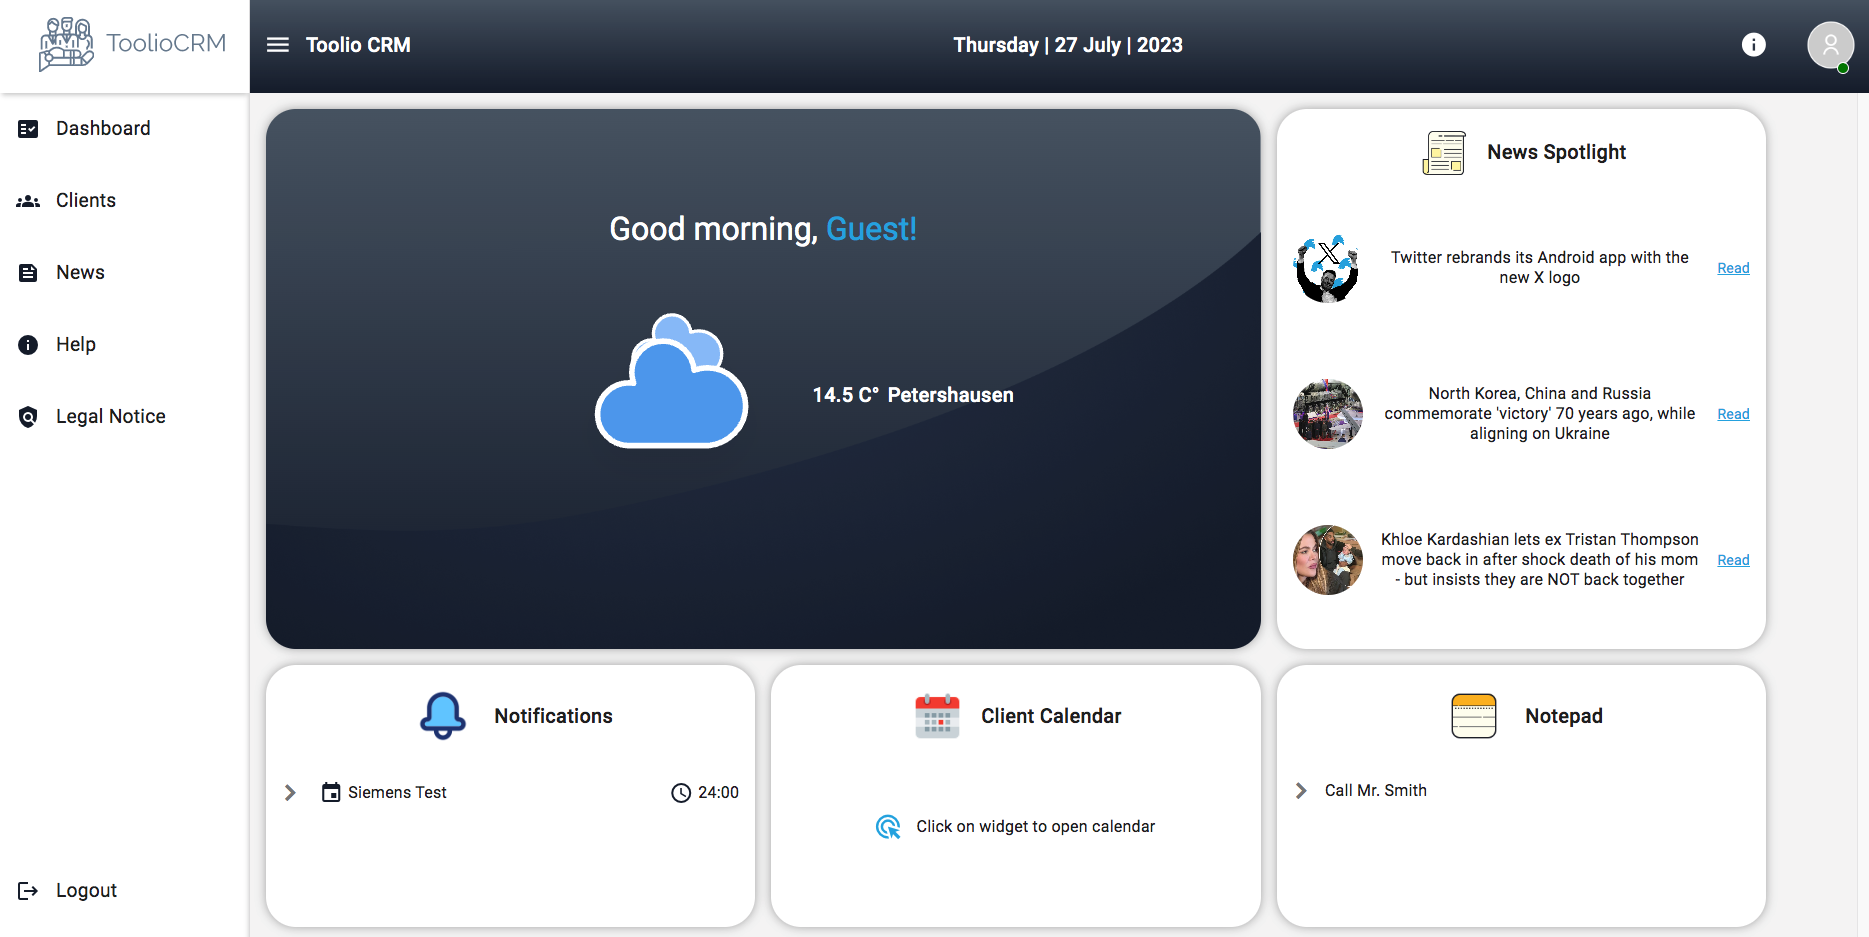 ToolioCRM
Toolio CRM
Thursday | 27 July | 2023
Dashboard
Clients
News
Help
Legal Notice
Logout
Good morning, Guest!
14.5 C° Petershausen
News Spotlight
Twitter rebrands its Android app with the
new X logo
Read
North Korea, China and Russia
commemorate 'victory' 70 years ago, while
aligning on Ukraine
Read
Khloe Kardashian lets ex Tristan Thompson
move back in after shock death of his mom
- but insists they are NOT back together
Read
Notifications
Siemens Test
24:00
Client Calendar
Click on widget to open calendar
Notepad
Call Mr. Smith